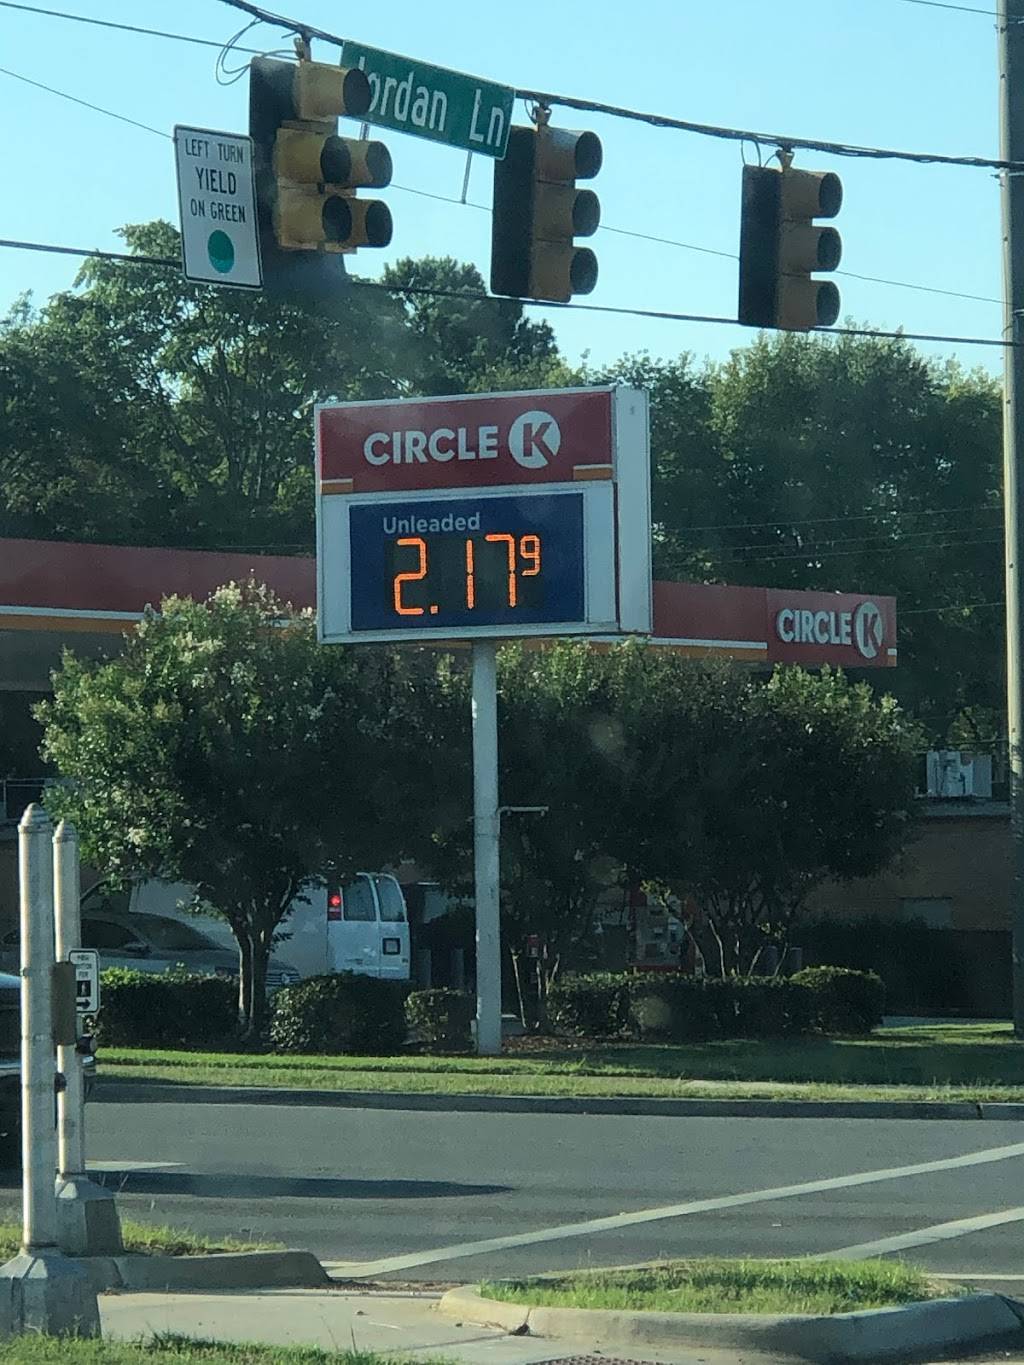 Jordan Ln
LEFT TURN
YIELD
ON GREEN
CIRCLE K
Unleaded
2.179
CIRCLE K